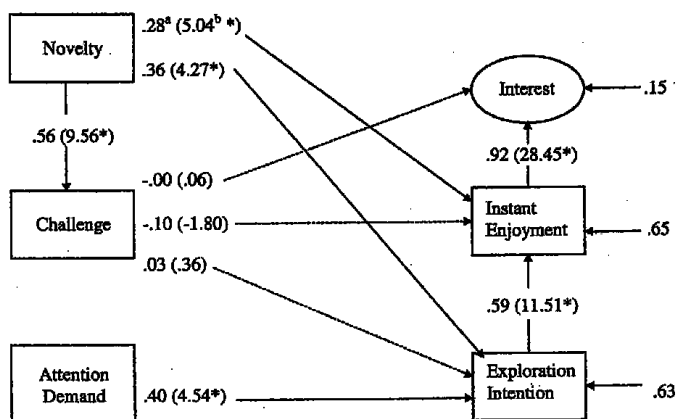 Novelty
.28ᵃ (5.04ᵇ *)
.36 (4.27*)
Interest
.15
.56 (9.56*)
.92 (28.45*)
-.00 (.06)
Challenge
-.10 (-1.80)
Instant
Enjoyment
.65
.03 (.36)
.59 (11.51*)
Attention
Demand
.40 (4.54*)
Exploration
Intention
.63